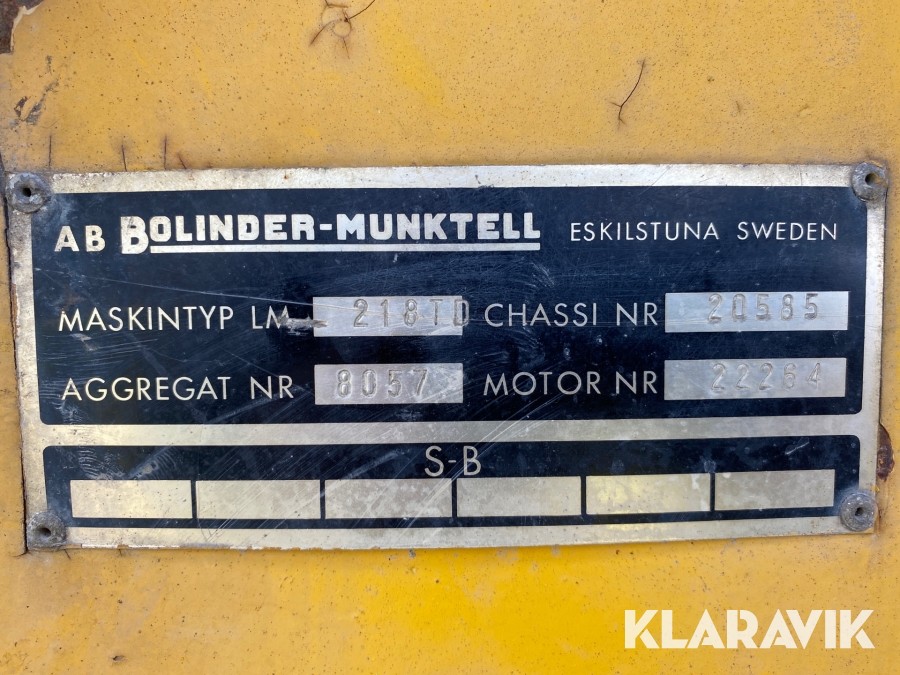 AB BOLINDER-MUNKTELL ESKILSTUNA SWEDEN
MASKINTYP LM 218TD CHASSI NR 20585
AGGREGAT NR 8057 MOTOR NR 22264
S-B
KLARAVIK